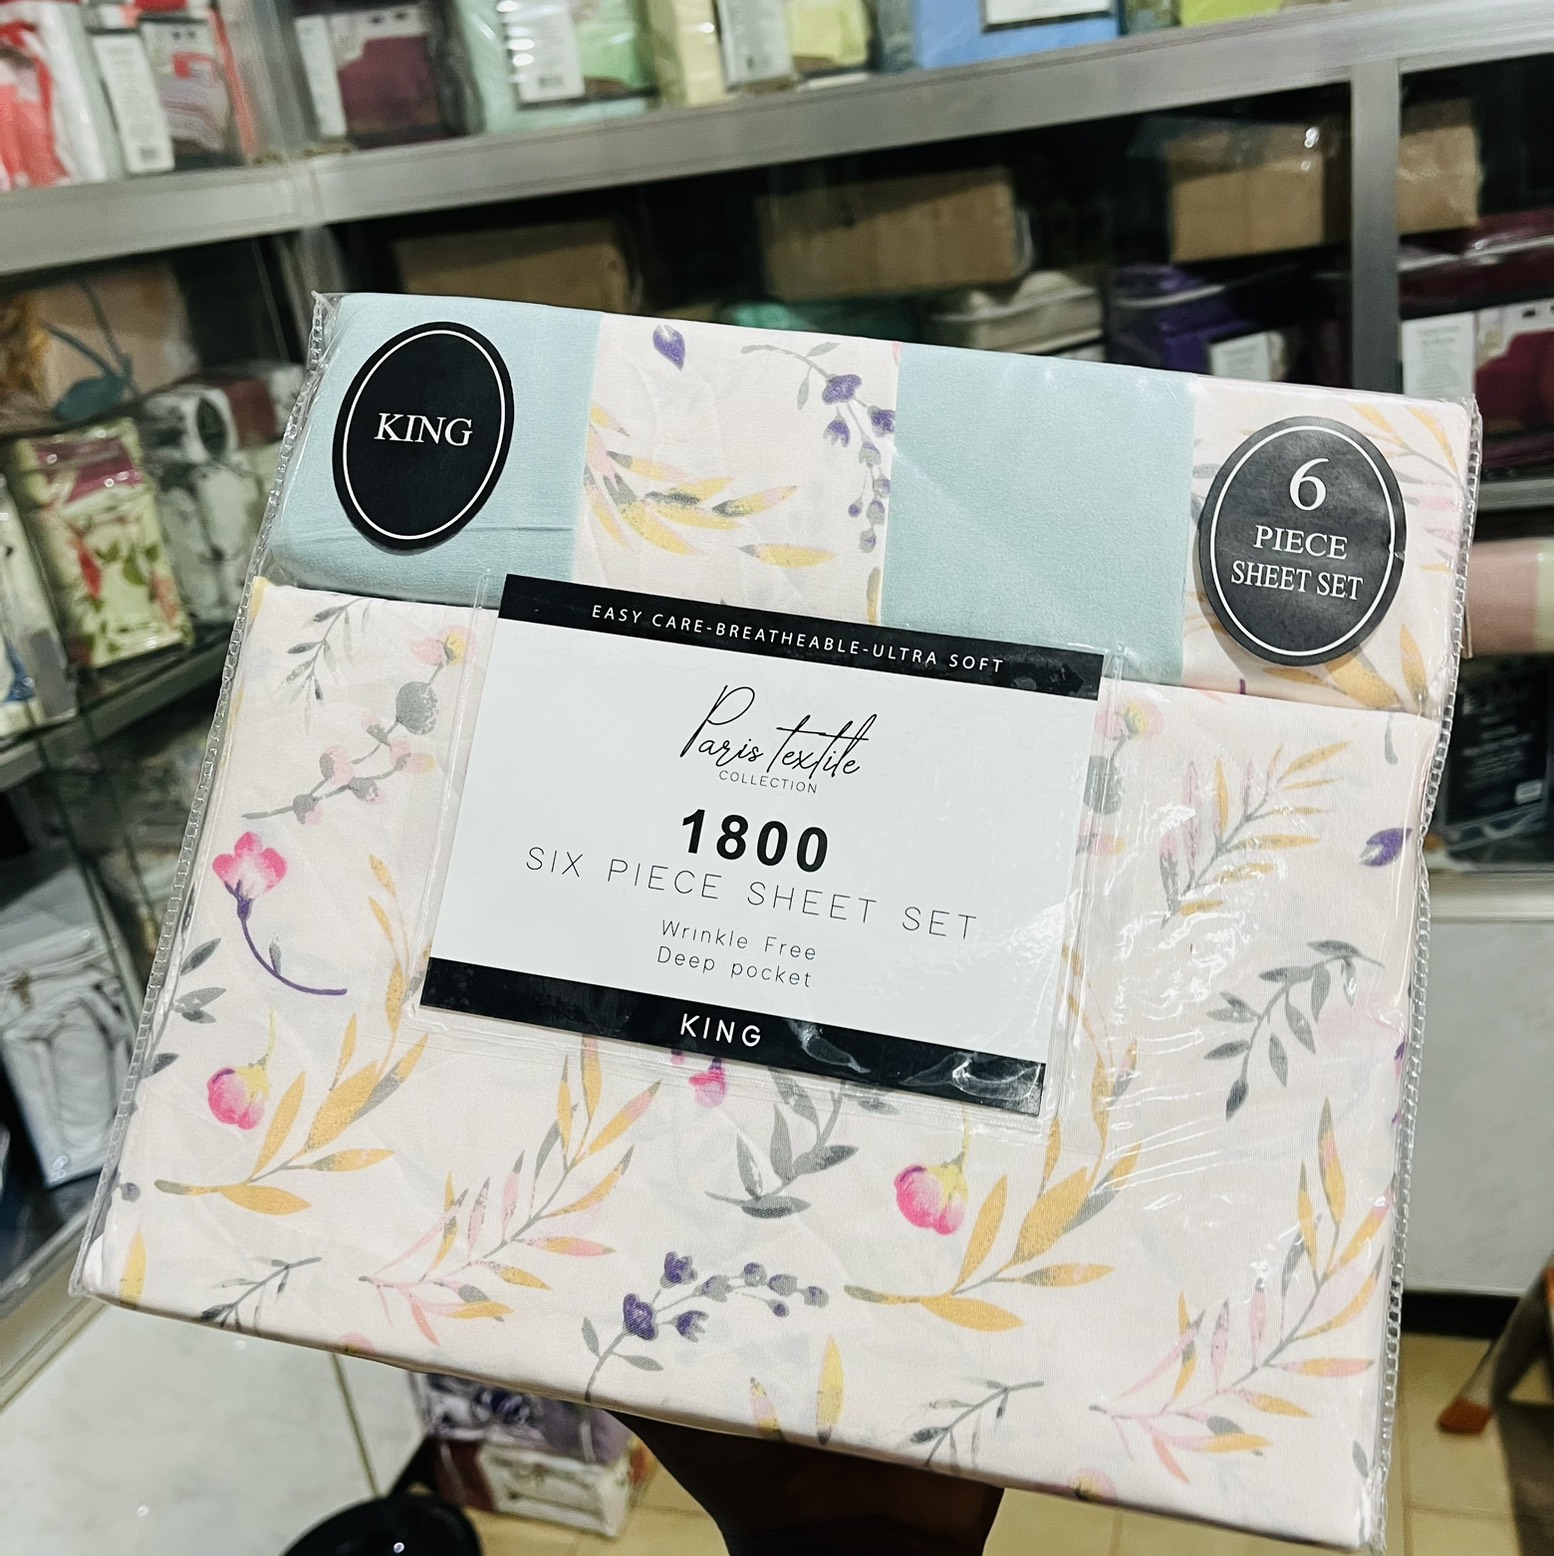 KING
6
PIECE
SHEET SET
EASY CARE-BREATHEABLE-ULTRA SOFT
Paris textile
COLLECTION
1800
SIX PIECE SHEET SET
Wrinkle Free
Deep pocket
KING